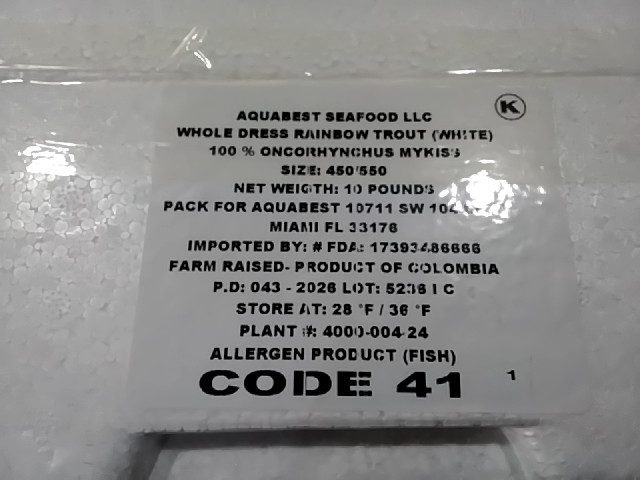 K
AQUABEST SEAFOOD LLC
WHOLE DRESS RAINBOW TROUT (WHITE)
100 % ONCORHYNCHUS MYKISS
SIZE: 450/550
NET WEIGTH: 10 POUNDS
PACK FOR AQUABEST 10711 SW
MIAMI FL 33176
IMPORTED BY: # FDA: 17393486666
FARM RAISED- PRODUCT OF COLOMBIA
P.D: 043 - 2026 LOT: C
STORE AT: 28 °F / 36 °F
PLANT #: 4000-004-24
ALLERGEN PRODUCT (FISH)
CODE 41 1